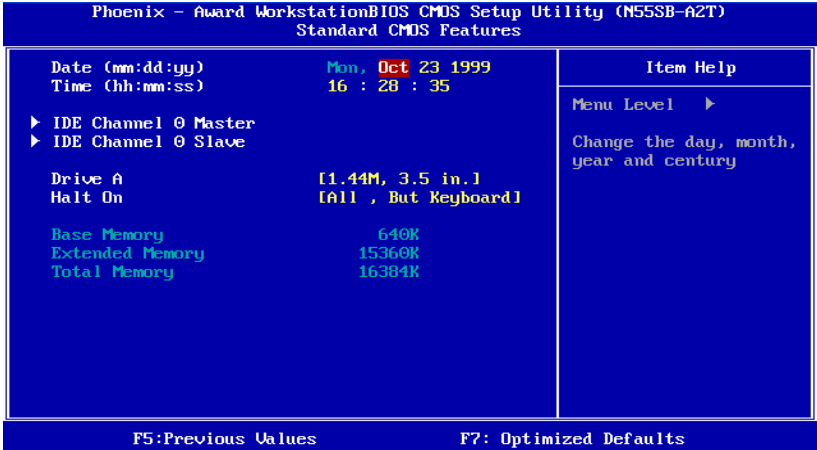 Phoenix - Award WorkstationBIOS CMOS Setup Utility (N55SB-A2T)
Standard CMOS Features
Date (mm:dd:yy) Mon, Oct 23 1999
Time (hh:mm:ss) 16 : 28 : 35
IDE Channel 0 Master
IDE Channel 0 Slave
Drive A [1.44M, 3.5 in.]
Halt On [All , But Keyboard]
Base Memory 640K
Extended Memory 15360K
Total Memory 16384K
Item Help
Menu Level
Change the day, month,
year and century
F5:Previous Values F7: Optimized Defaults